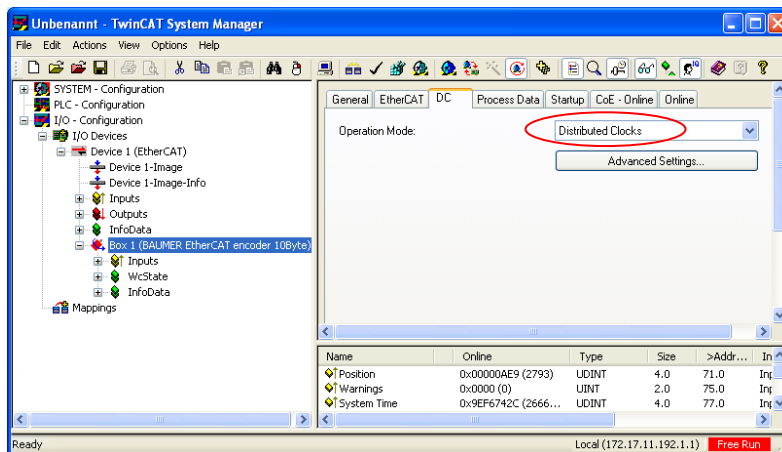 Unbenannt - TwinCAT System Manager
File Edit Actions View Options Help
SYSTEM - Configuration
PLC - Configuration
I/O - Configuration
I/O Devices
Device 1 (EtherCAT)
Device 1-Image
Device 1-Image-Info
Inputs
Outputs
InfoData
Box 1 (BAUMER EtherCAT encoder 10Byte)
Inputs
WcState
InfoData
Mappings
General EtherCAT DC Process Data Startup CoE - Online Online
Operation Mode: Distributed Clocks
Advanced Settings...
Name Online Type Size >Addr...
Position 0x00000AE9 (2793) UDINT 4.0 71.0
Warnings 0x0000 (0) UINT 2.0 75.0
System Time 0x9EF6742C (2666... UDINT 4.0 77.0
Ready Local (172.17.11.192.1.1) Free Run